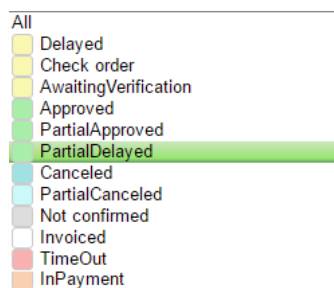 All
Delayed
Check order
AwaitingVerification
Approved
PartialApproved
PartialDelayed
Canceled
PartialCanceled
Not confirmed
Invoiced
TimeOut
InPayment